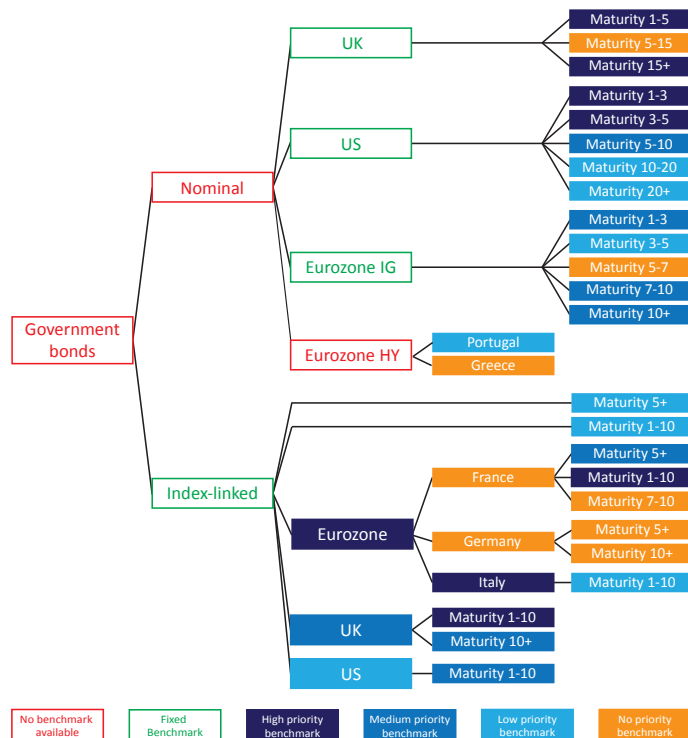 Maturity 1-5
UK
Maturity 5-15
Maturity 15+
Maturity 1-3
Maturity 3-5
US
Maturity 5-10
Maturity 10-20
Nominal
Maturity 20+
Maturity 1-3
Maturity 3-5
Eurozone IG
Maturity 5-7
Maturity 7-10
Maturity 10+
Government
bonds
Portugal
Eurozone HY
Greece
Maturity 5+
Maturity 1-10
Maturity 5+
Index-linked
France
Maturity 1-10
Maturity 7-10
Eurozone
Maturity 5+
Germany
Maturity 10+
Italy
Maturity 1-10
Maturity 1-10
UK
Maturity 10+
US
Maturity 1-10
No benchmark
available
Fixed
Benchmark
High priority
benchmark
Medium priority
benchmark
Low priority
benchmark
No priority
benchmark